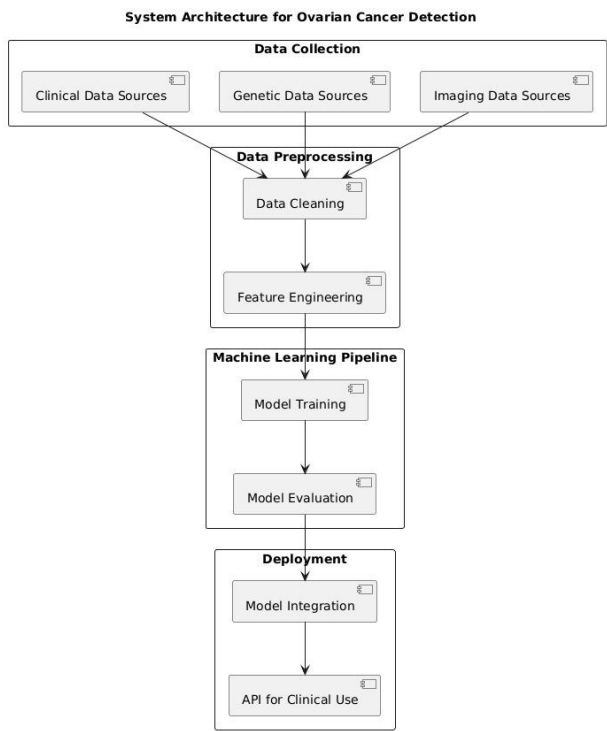 System Architecture for Ovarian Cancer Detection
Data Collection
Clinical Data Sources
Genetic Data Sources
Imaging Data Sources
Data Preprocessing
Data Cleaning
Feature Engineering
Machine Learning Pipeline
Model Training
Model Evaluation
Deployment
Model Integration
API for Clinical Use